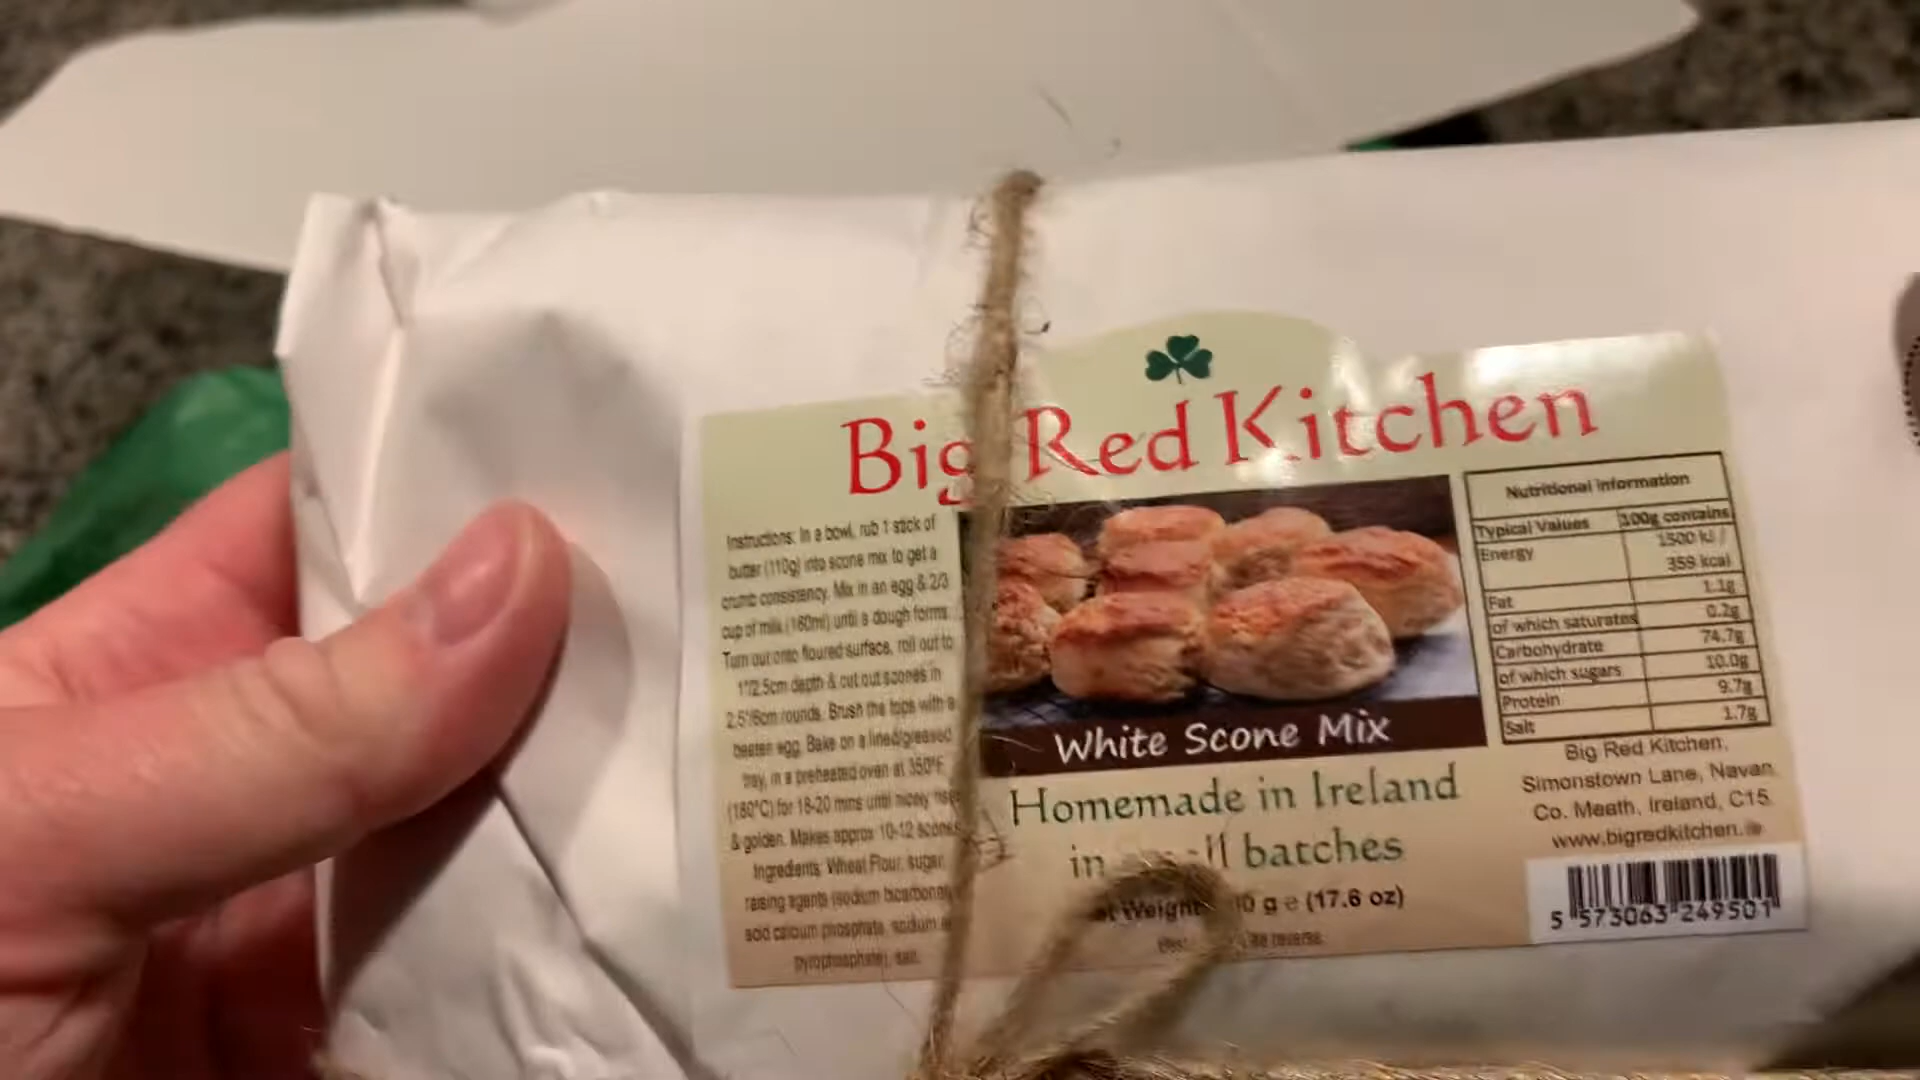 Big Red Kitchen
Instructions: In a bowl, rub 1 stick of
butter (110g) into scone mix to get a
crumb consistency. Mix in an egg & 2/3
cup of milk (160ml) until a dough forms.
Turn out onto floured surface, roll out to
1"/2.5cm depth & cut out scones in
2.5"/6cm rounds. Brush the tops with a
beaten egg. Bake on a lined/greased
tray, in a preheated oven at 350°F
(180°C) for 18-20 mins until nicely
& golden. Makes approx 10-12 scones
Ingredients: Wheat Flour, sugar,
raising agents (sodium
acid calcium phosphate, sodium
pyrophosphate), salt.
White Scone Mix
Homemade in Ireland
in batches
Weight g e (17.6 oz)
reverse.
Nutritional Information
Typical Values 100g contains
Energy 1500 kJ /
359 kcal
Fat 1.1g
of which saturates 0.2g
Carbohydrate 74.7g
of which sugars 10.0g
Protein 9.7g
Salt 1.7g
Big Red Kitchen,
Simonstown Lane, Navan,
Co. Meath, Ireland, C15
www.bigredkitchen.ie
5 573063 249501